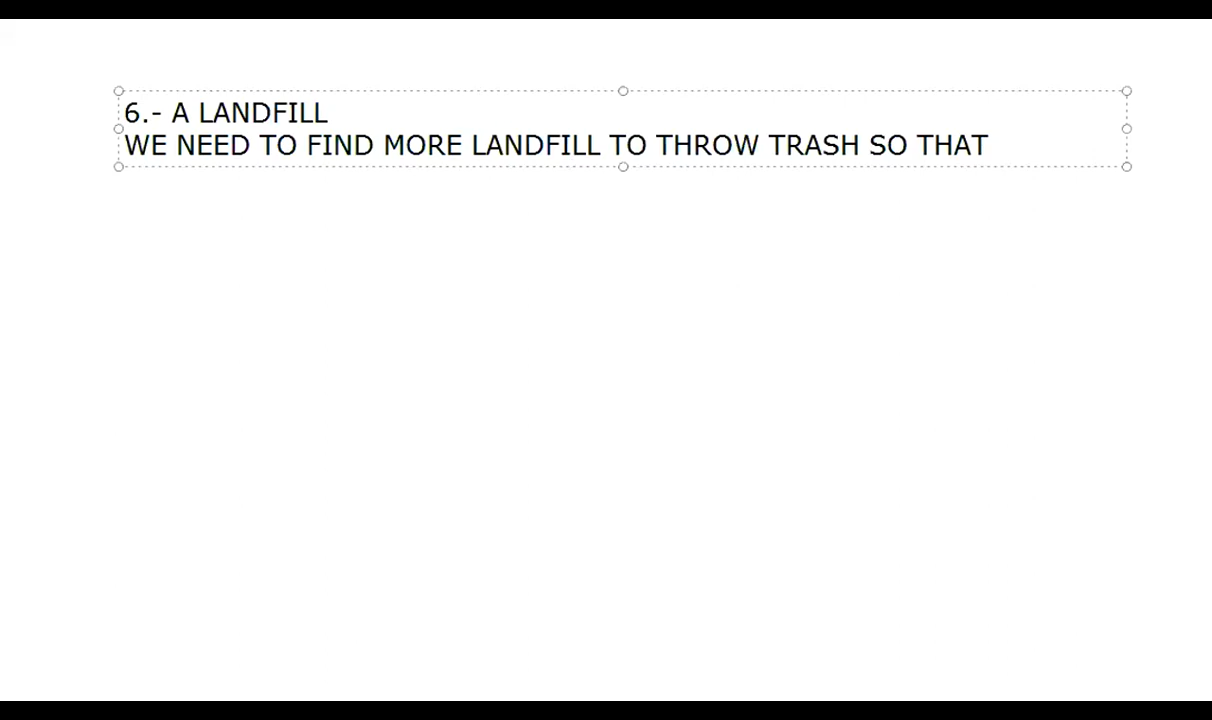 6.- A LANDFILL
WE NEED TO FIND MORE LANDFILL TO THROW TRASH SO THAT